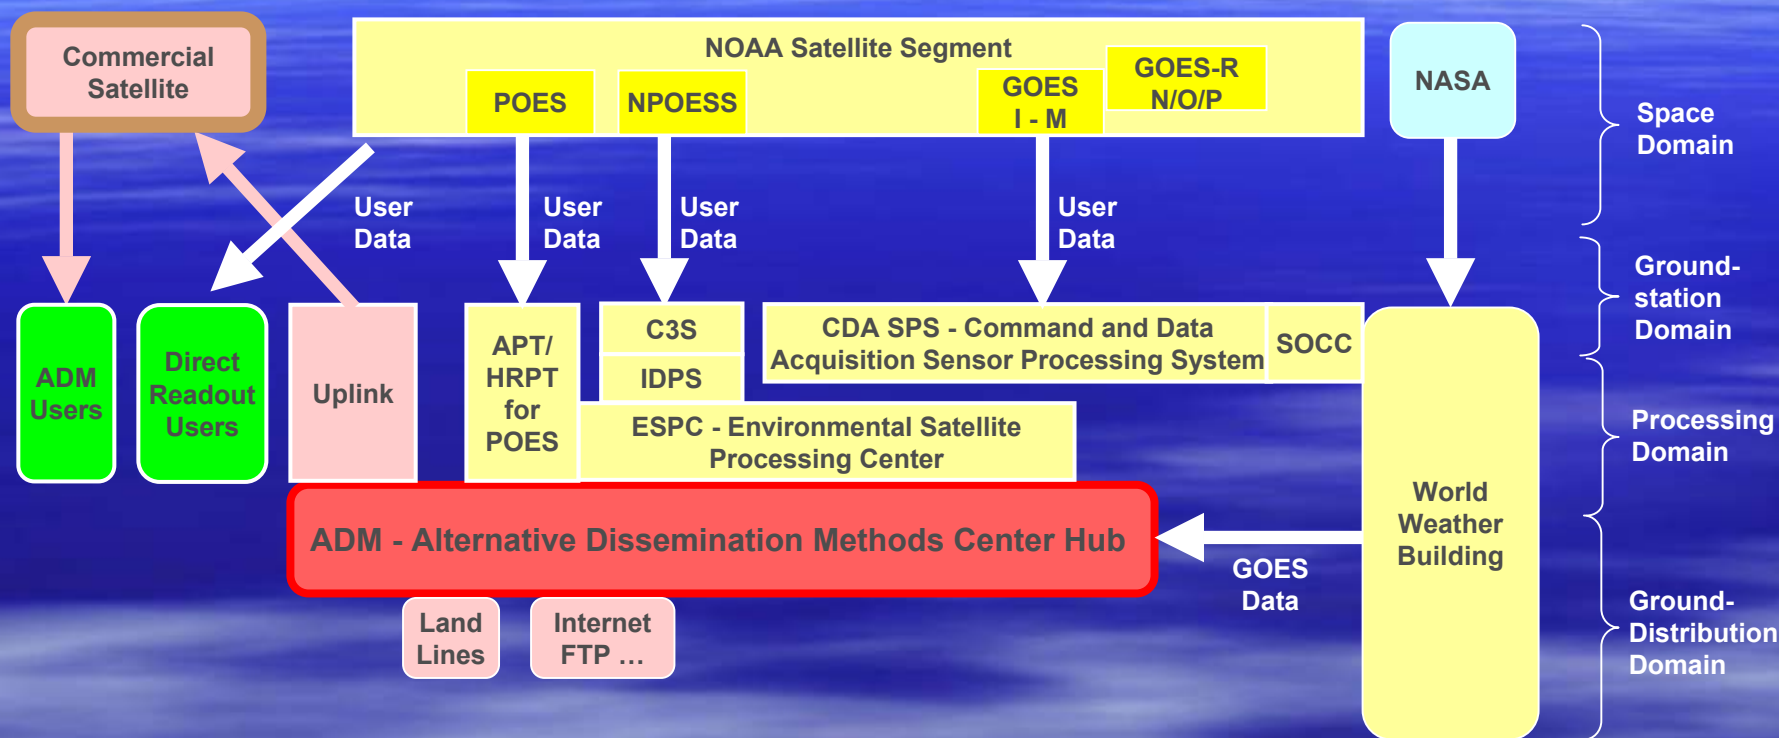 Commercial
Satellite
NOAA Satellite Segment
POES
NPOESS
GOES
I - M
GOES-R
N/O/P
NASA
Space
Domain
User
Data
User
Data
User
Data
User
Data
Ground-
station
Domain
ADM
Users
Direct
Readout
Users
Uplink
APT/
HRPT
for
POES
C3S
IDPS
CDA SPS - Command and Data
Acquisition Sensor Processing System
SOCC
ESPC - Environmental Satellite
Processing Center
Processing
Domain
World
Weather
Building
ADM - Alternative Dissemination Methods Center Hub
GOES
Data
Land
Lines
Internet
FTP …
Ground-
Distribution
Domain